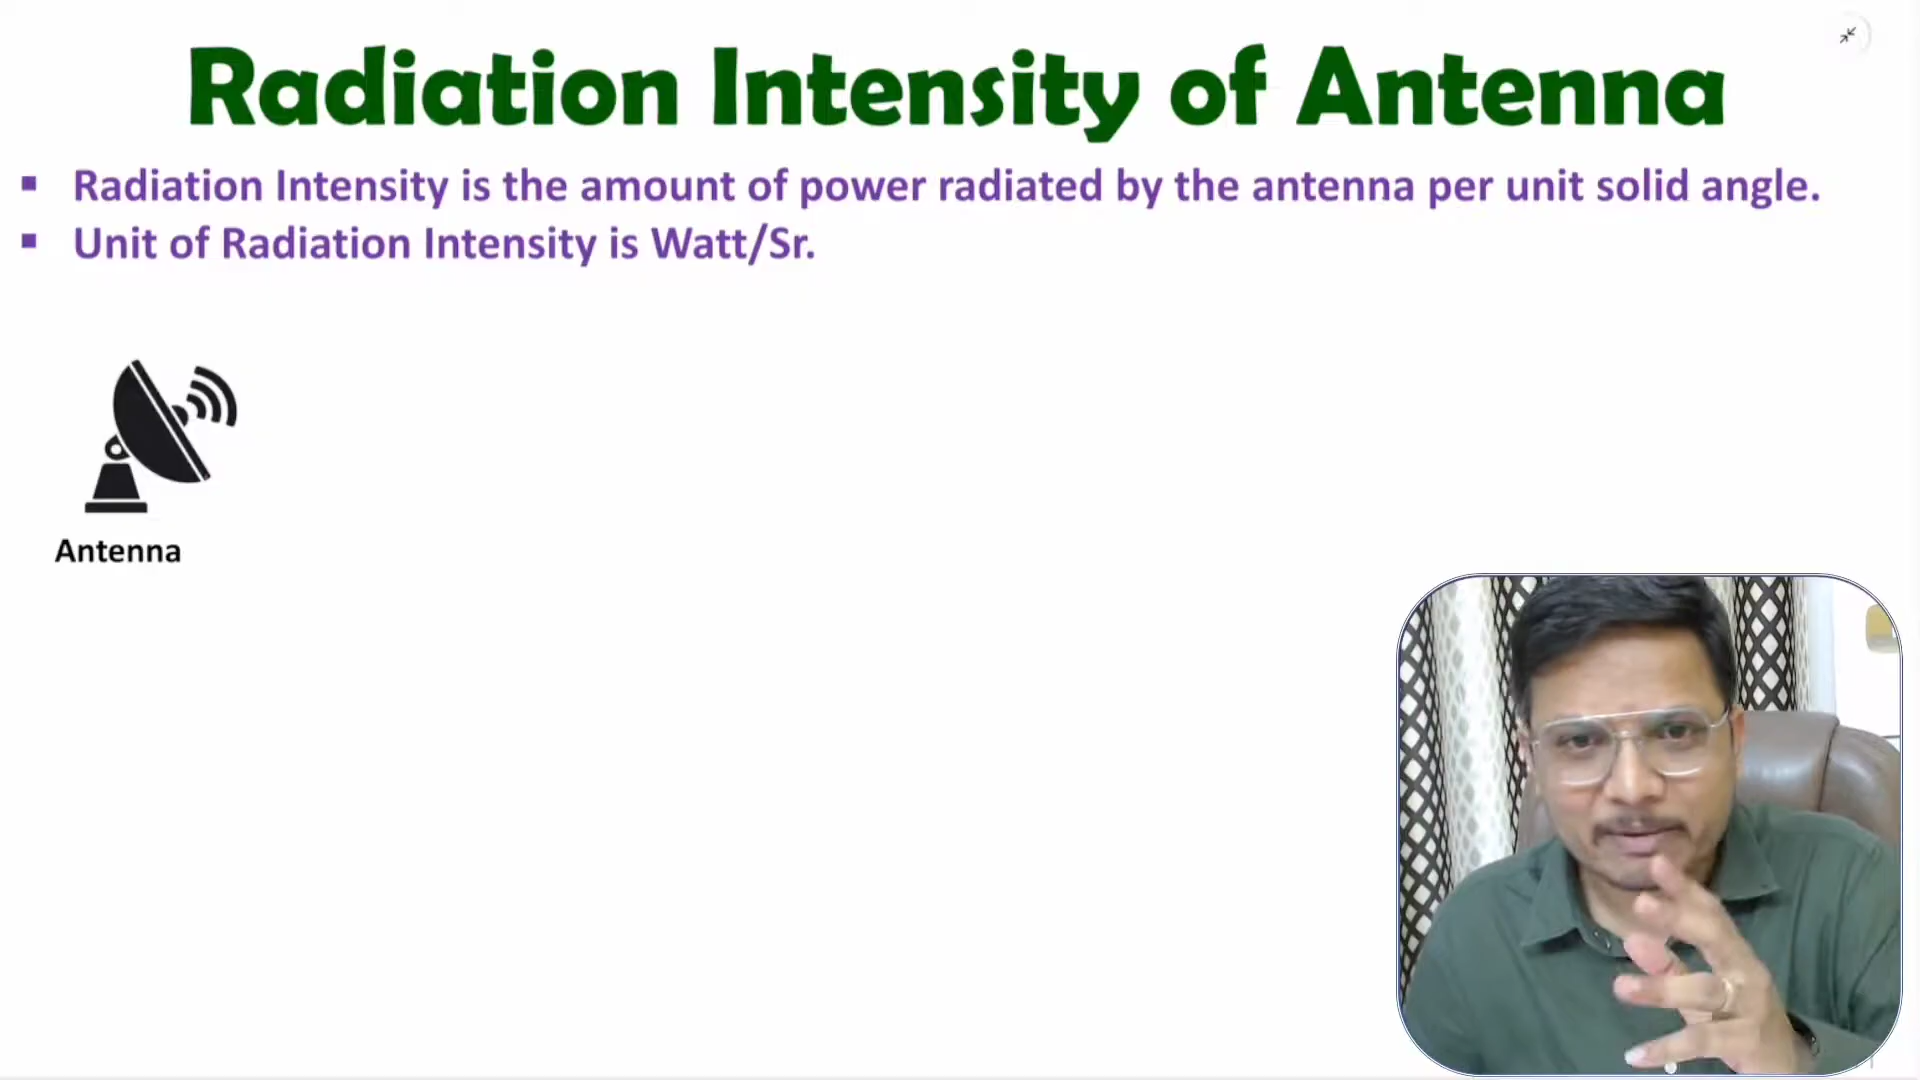 Radiation Intensity of Antenna
▪ Radiation Intensity is the amount of power radiated by the antenna per unit solid angle.
▪ Unit of Radiation Intensity is Watt/Sr.
Antenna